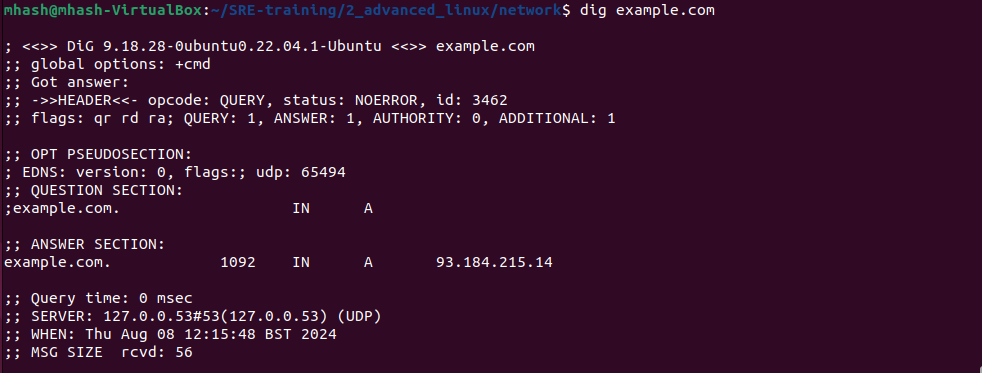 mhash@mhash-VirtualBox:~/SRE-training/2_advanced_linux/network$ dig example.com
; <<>> DiG 9.18.28-0ubuntu0.22.04.1-Ubuntu <<>> example.com
;; global options: +cmd
;; Got answer:
;; ->>HEADER<<- opcode: QUERY, status: NOERROR, id: 3462
;; flags: qr rd ra; QUERY: 1, ANSWER: 1, AUTHORITY: 0, ADDITIONAL: 1
;; OPT PSEUDOSECTION:
; EDNS: version: 0, flags:; udp: 65494
;; QUESTION SECTION:
;example.com. IN A
;; ANSWER SECTION:
example.com. 1092 IN A 93.184.215.14
;; Query time: 0 msec
;; SERVER: 127.0.0.53#53(127.0.0.53) (UDP)
;; WHEN: Thu Aug 08 12:15:48 BST 2024
;; MSG SIZE rcvd: 56